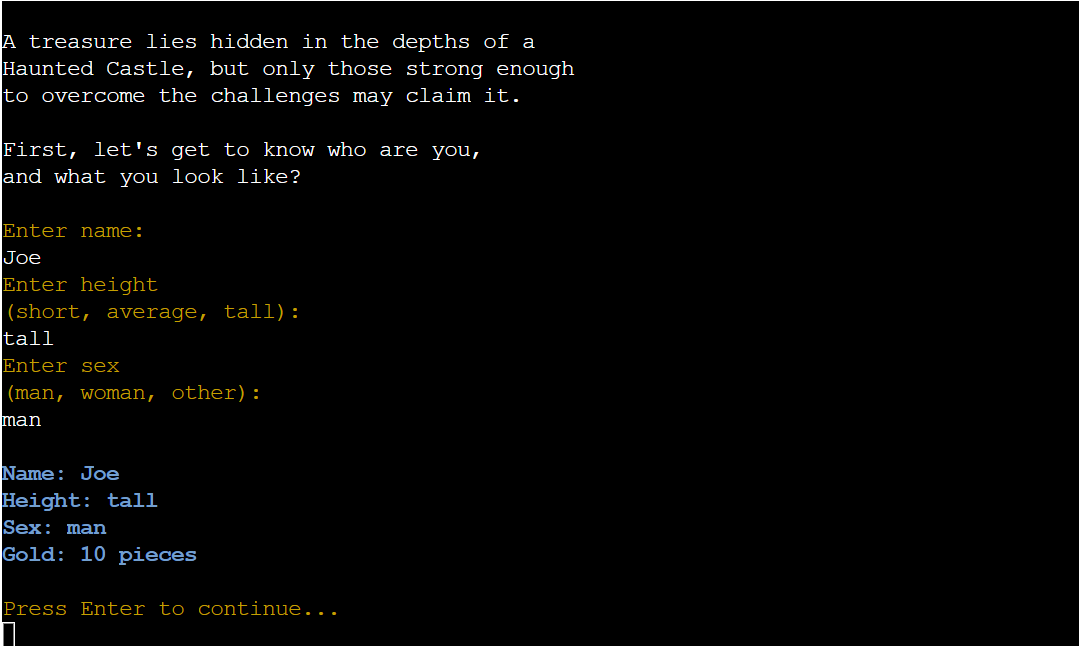 A treasure lies hidden in the depths of a
Haunted Castle, but only those strong enough
to overcome the challenges may claim it.
First, let's get to know who are you,
and what you look like?
Enter name:
Joe
Enter height
(short, average, tall):
tall
Enter sex
(man, woman, other):
man
Name: Joe
Height: tall
Sex: man
Gold: 10 pieces
Press Enter to continue...